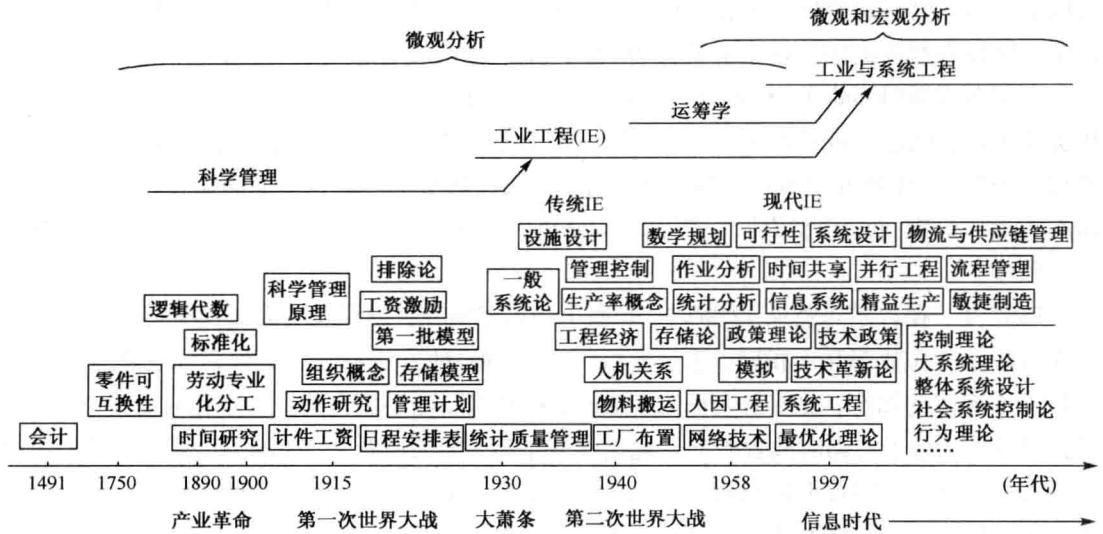 微观和宏观分析
微观分析
工业与系统工程
运筹学
工业工程(IE)
科学管理
传统IE
现代IE
设施设计
数学规划
可行性
系统设计
物流与供应链管理
排除论
管理控制
作业分析
时间共享
并行工程
流程管理
科学管理
原理
一般
系统论
逻辑代数
工资激励
生产率概念
统计分析
信息系统
精益生产
敏捷制造
标准化
第一批模型
工程经济
存储论
政策理论
技术政策
控制理论
大系统理论
整体系统设计
社会系统控制论
行为理论
……
零件可
互换性
劳动专业
化分工
组织概念
存储模型
人机关系
模拟
技术革新论
动作研究
管理计划
物料搬运
人因工程
系统工程
会计
时间研究
计件工资
日程安排表
统计质量管理
工厂布置
网络技术
最优化理论
1491
1750
1890
1900
1915
1930
1940
1958
1997
(年代)
产业革命
第一次世界大战
大萧条
第二次世界大战
信息时代